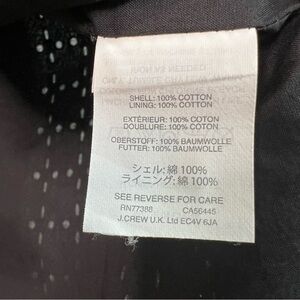 SHELL: 100% COTTON
LINING: 100% COTTON
EXTÉRIEUR: 100% COTON
DOUBLURE: 100% COTON
OBERSTOFF: 100% BAUMWOLLE
FUTTER: 100% BAUMWOLLE
シェル: 綿 100%
ライニング: 綿 100%
SEE REVERSE FOR CARE
RN77388 CA56445
J.CREW U.K. Ltd EC4V 6JA